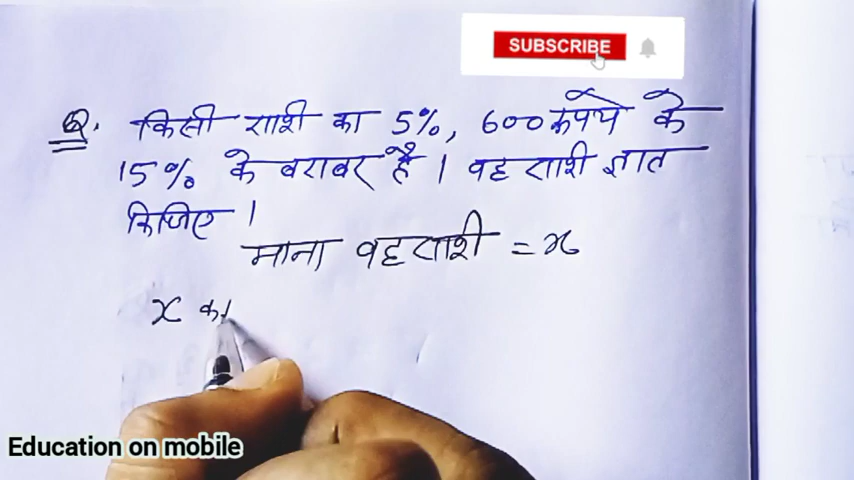 SUBSCRIBE
Q. किसी राशी का 5%, 600 रूपये के
15% के बराबर है । वह राशी ज्ञात
किजिए ।
माना वह राशी = x
x का
Education on mobile